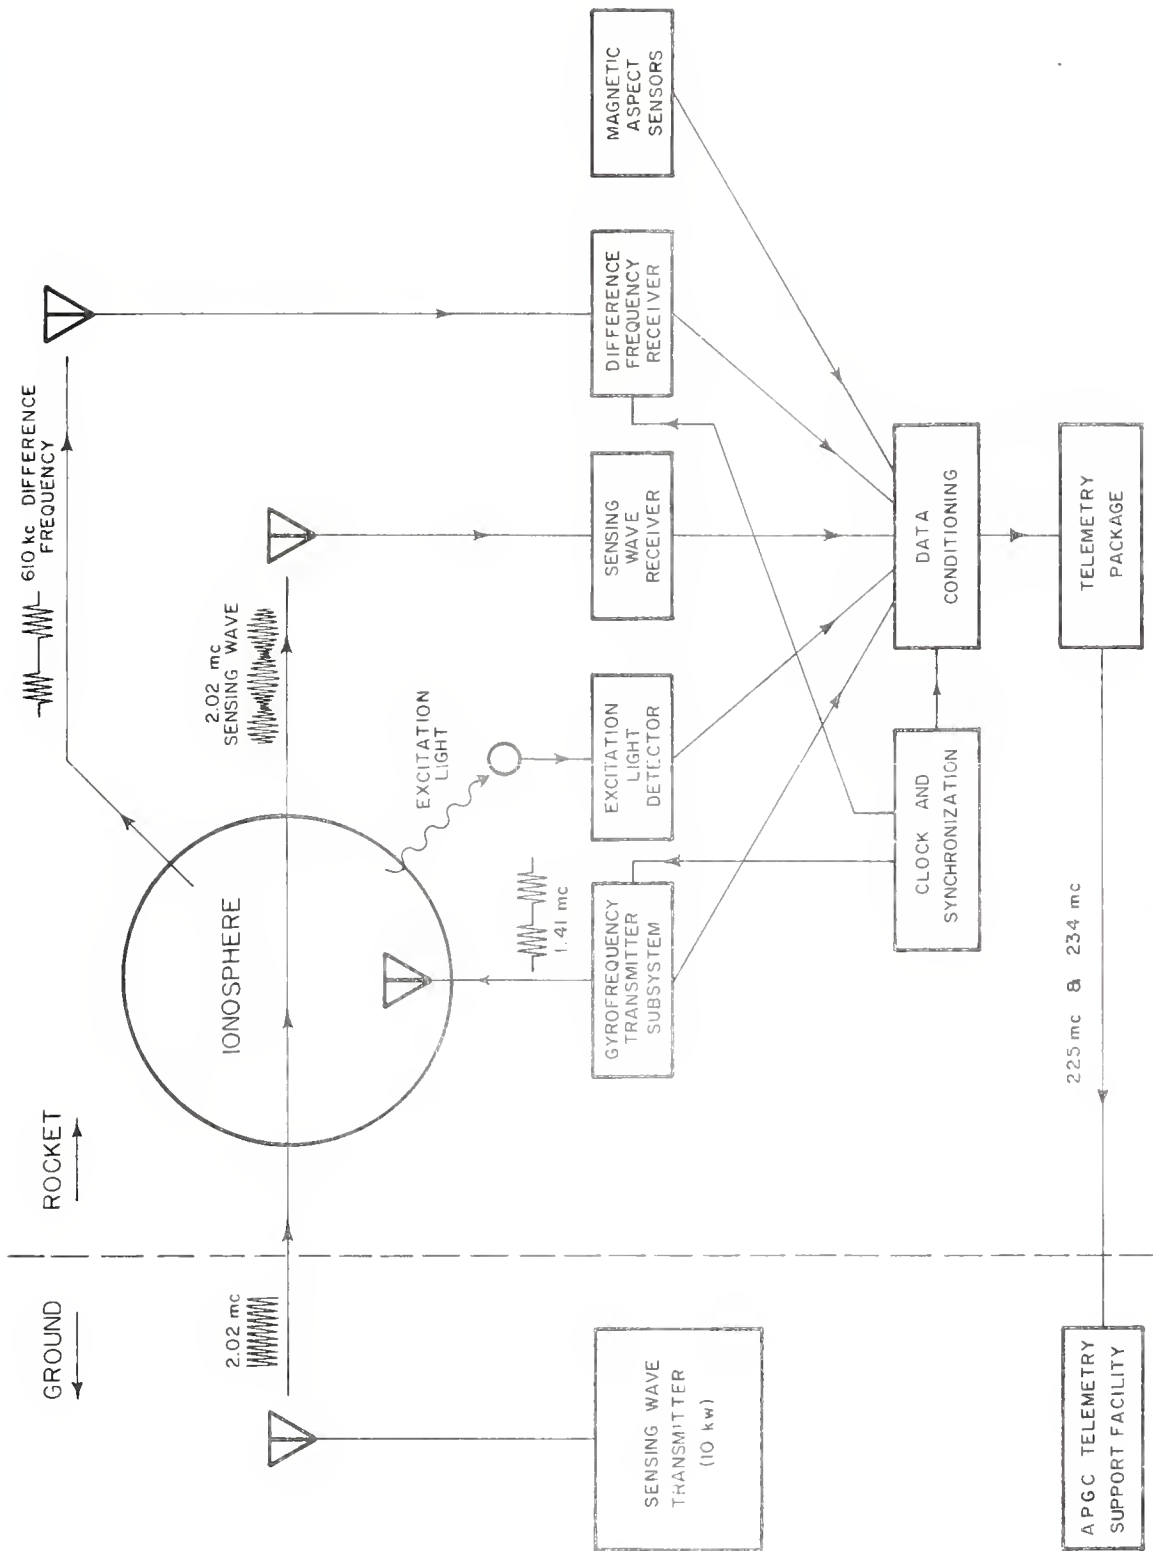 GROUND
ROCKET
2.02 mc
IONOSPHERE
2.02 mc
SENSING WAVE
610 kc DIFFERENCE
FREQUENCY
EXCITATION
LIGHT
1.41 mc
SENSING WAVE
TRANSMITTER
(10 kw)
GYROFREQUENCY
TRANSMITTER
SUBSYSTEM
EXCITATION
LIGHT
DETECTOR
SENSING
WAVE
RECEIVER
DIFFERENCE
FREQUENCY
RECEIVER
MAGNETIC
ASPECT
SENSORS
CLOCK AND
SYNCHRONIZATION
DATA
CONDITIONING
APGC TELEMETRY
SUPPORT FACILITY
225 mc & 234 mc
TELEMETRY
PACKAGE